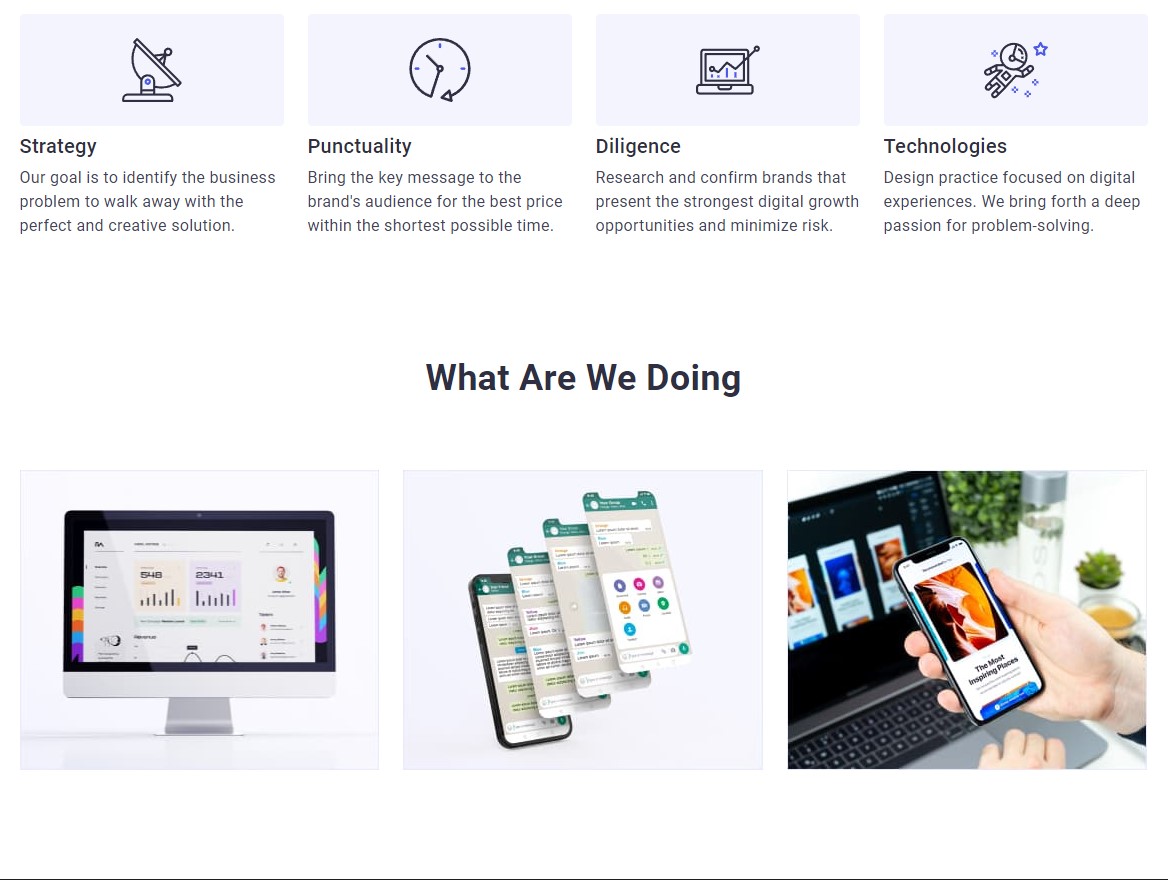 Strategy
Our goal is to identify the business
problem to walk away with the
perfect and creative solution.
Punctuality
Bring the key message to the
brand's audience for the best price
within the shortest possible time.
Diligence
Research and confirm brands that
present the strongest digital growth
opportunities and minimize risk.
Technologies
Design practice focused on digital
experiences. We bring forth a deep
passion for problem-solving.
What Are We Doing
548
2341
Revenue
The Most
Inspiring Places